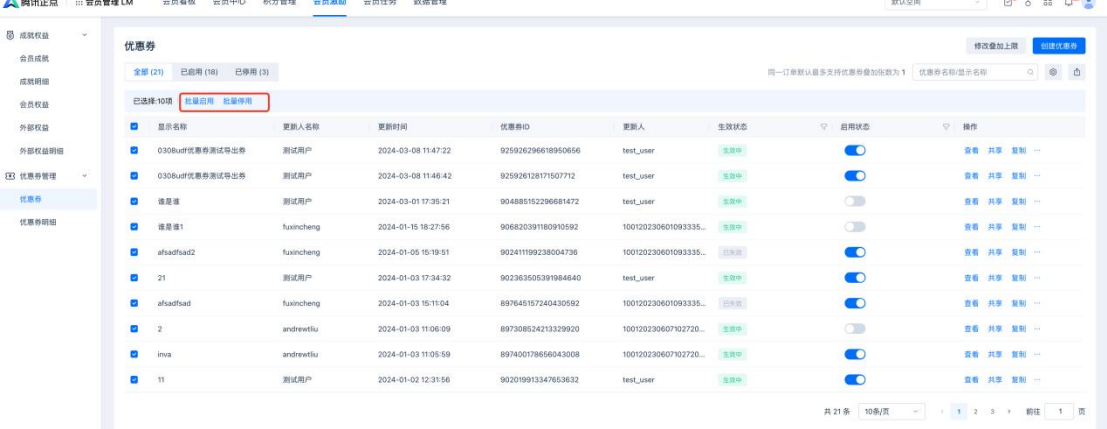 腾讯企点 会员管理 LM 会员看板 会员中心 积分管理 会员激励 会员任务 数据管理 默认空间
成就权益
会员成就
成就明细
会员权益
外部权益
外部权益明细
优惠券管理
优惠券
优惠券明细
优惠券 修改叠加上限 创建优惠券
全部 (21) 已启用 (18) 已停用 (3) 同一订单默认最多支持优惠券叠加张数为 1 优惠券名称/显示名称
已选择:10项 批量启用 批量停用
显示名称 更新人名称 更新时间 优惠券ID 更新人 生效状态 启用状态 操作
0308udf优惠券测试导出券 测试用户 2024-03-08 11:47:22 925926296618950656 test_user 生效中 查看 共享 复制 ...
0308udf优惠券测试导出券 测试用户 2024-03-08 11:46:42 925926128171507712 test_user 生效中 查看 共享 复制 ...
谁是谁 测试用户 2024-03-01 17:35:21 904885152296681472 test_user 生效中 查看 共享 复制 ...
谁是谁1 fuxincheng 2024-01-15 18:27:56 906820391180910592 100120230601093335... 生效中 查看 共享 复制 ...
afsadfsad2 fuxincheng 2024-01-05 15:19:51 902411199238004736 100120230601093335... 已失效 查看 共享 复制 ...
21 测试用户 2024-01-03 17:34:32 902363505391984640 test_user 生效中 查看 共享 复制 ...
afsadfsad fuxincheng 2024-01-03 15:11:04 897645157240430592 100120230601093335... 已失效 查看 共享 复制 ...
2 andrewtliu 2024-01-03 11:06:09 897308524213329920 100120230607102720... 生效中 查看 共享 复制 ...
inva andrewtliu 2024-01-03 11:05:59 897400178656043008 100120230607102720... 生效中 查看 共享 复制 ...
11 测试用户 2024-01-02 12:31:56 902019913347653632 test_user 生效中 查看 共享 复制 ...
共 21 条 10条/页 1 2 3 前往 1 页